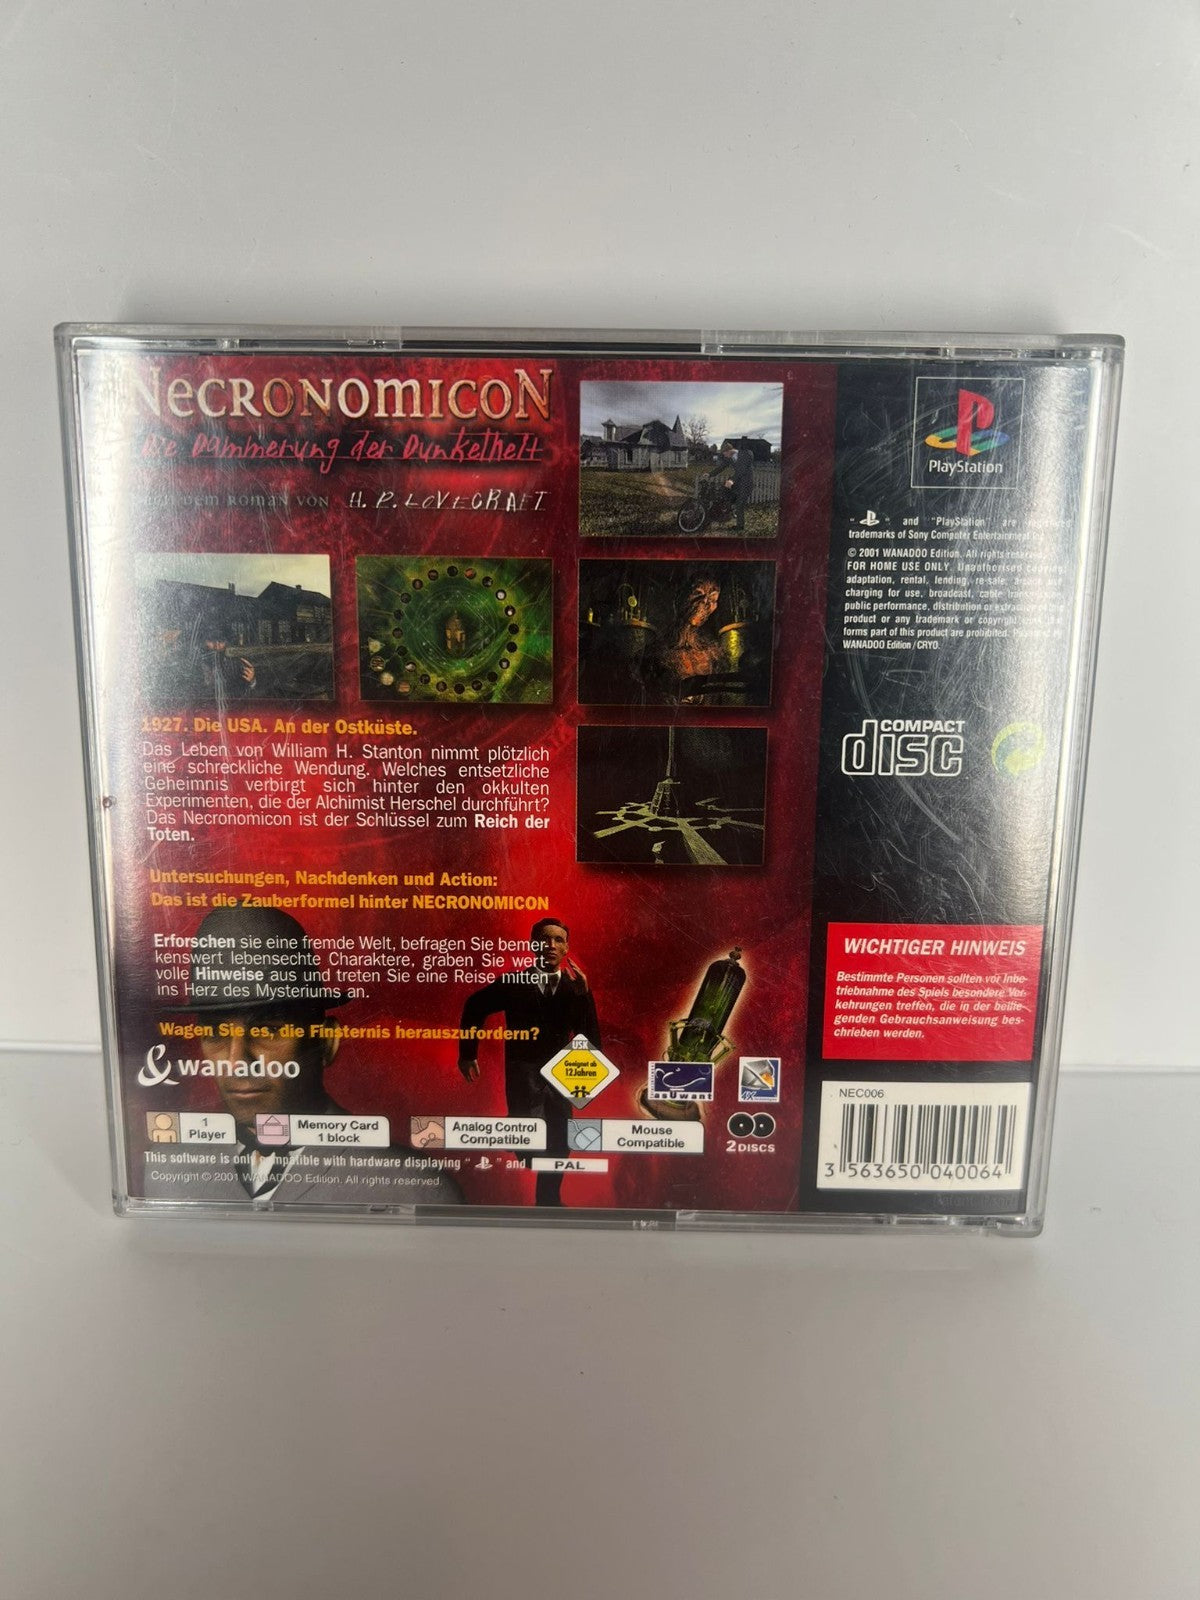 NECRONOMICON
Die Dämmerung der Dunkelheit
NACH DEM ROMAN VON H. P. LOVECRAFT
1927. Die USA. An der Ostküste.
Das Leben von William H. Stanton nimmt plötzlich
eine schreckliche Wendung. Welches entsetzliche
Geheimnis verbirgt sich hinter den okkulten
Experimenten, die der Alchimist Herschel durchführt?
Das Necronomicon ist der Schlüssel zum Reich der
Toten.
Untersuchungen, Nachdenken und Action:
Das ist die Zauberformel hinter NECRONOMICON
Erforschen sie eine fremde Welt, befragen Sie bemer-
kenswert lebensechte Charaktere, graben Sie wert-
volle Hinweise aus und treten Sie eine Reise mitten
ins Herz des Mysteriums an.
Wagen Sie es, die Finsternis herauszufordern?
& wanadoo
USK
Geeignet ab
12 Jahren
asUwant
4X
1
Player
Memory Card
1 block
Analog Control
Compatible
Mouse
Compatible
2 DISCS
This software is only compatible with hardware displaying " " and PAL
Copyright © 2001 WANADOO Edition. All rights reserved.
PlayStation
" " and "PlayStation" are registered
trademarks of Sony Computer Entertainment Inc.
© 2001 WANADOO Edition. All rights reserved.
FOR HOME USE ONLY. Unauthorised copying,
adaptation, rental, lending, re-sale, arcade use,
charging for use, broadcast, cable transmission,
public performance, distribution or extraction of this
product or any trademark or copyright work that
forms part of this product are prohibited.
WANADOO Edition / CRYO.
COMPACT
disc
WICHTIGER HINWEIS
Bestimmte Personen sollten vor Inbe-
triebnahme des Spiels besondere Vor-
kehrungen treffen, die in der beilie-
genden Gebrauchsanweisung bes-
chrieben werden.
NEC006
3 563650 040064